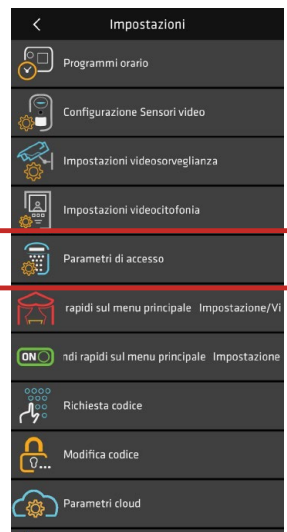 Impostazioni
Programmi orario
Configurazione Sensori video
Impostazioni videosorveglianza
Impostazioni videocitofonia
Parametri di accesso
rapidi sul menu principale Impostazione/Vi
ON
ndi rapidi sul menu principale Impostazione
Richiesta codice
Modifica codice
Parametri cloud